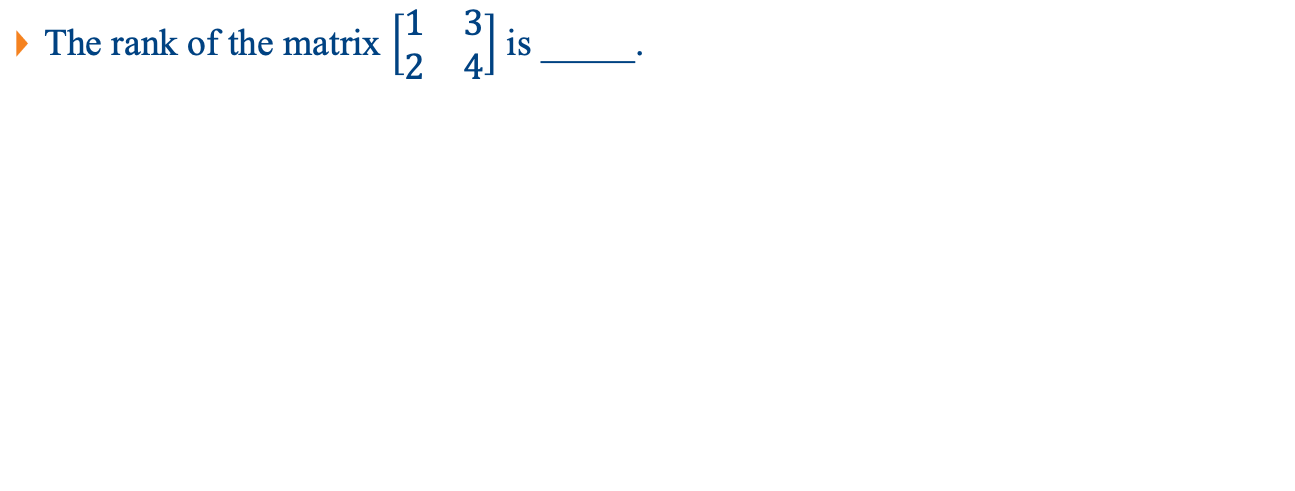 The rank of the matrix [1 3
2 4] is _____.